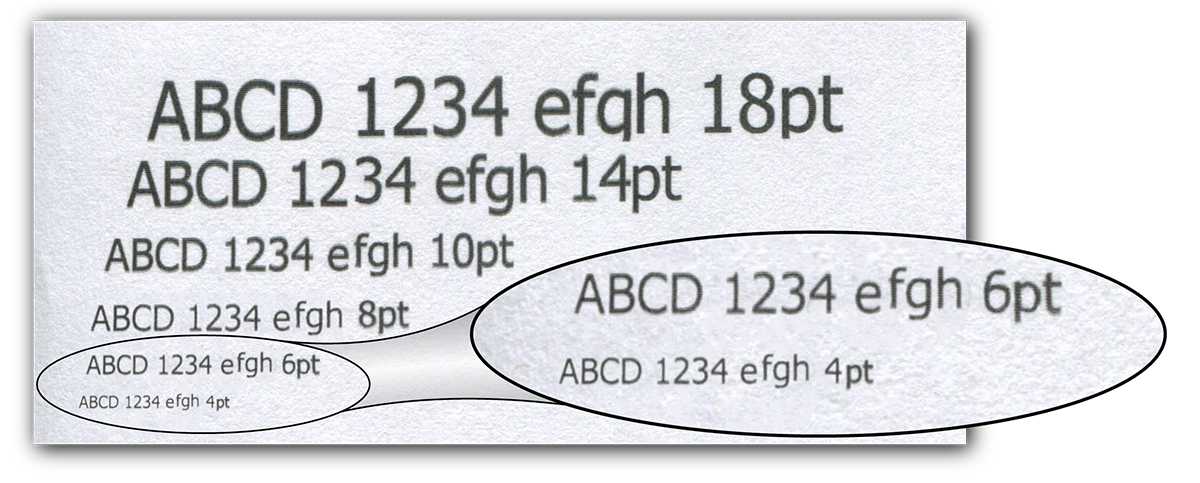 ABCD 1234 efgh 18pt
ABCD 1234 efgh 14pt
ABCD 1234 efgh 10pt
ABCD 1234 efgh 8pt
ABCD 1234 efgh 6pt
ABCD 1234 efgh 4pt
ABCD 1234 efgh 6pt
ABCD 1234 efgh 4pt